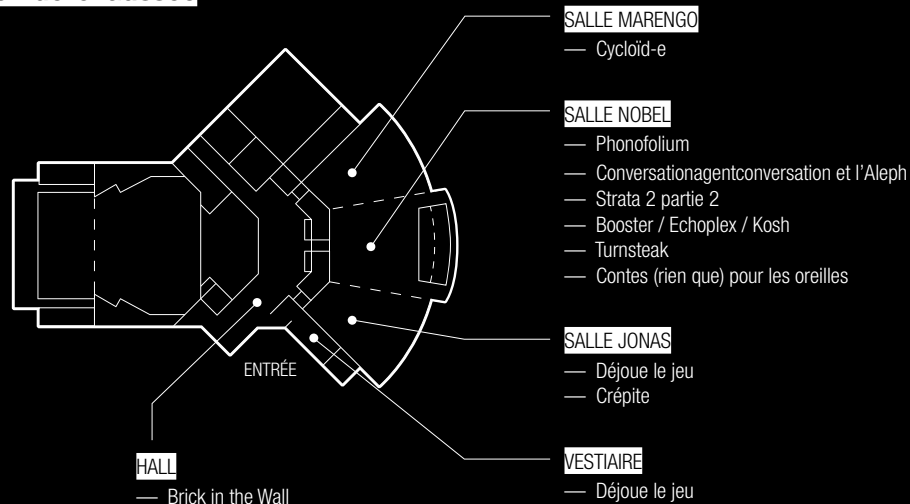 SALLE MARENGO
— Cycloïd-e
SALLE NOBEL
— Phonofolium
— Conversationagentconversation et l’Aleph
— Strata 2 partie 2
— Booster / Echoplex / Kosh
— Turnsteak
— Contes (rien que) pour les oreilles
SALLE JONAS
— Déjoue le jeu
— Crépite
ENTRÉE
VESTIAIRE
— Déjoue le jeu
HALL
— Brick in the Wall